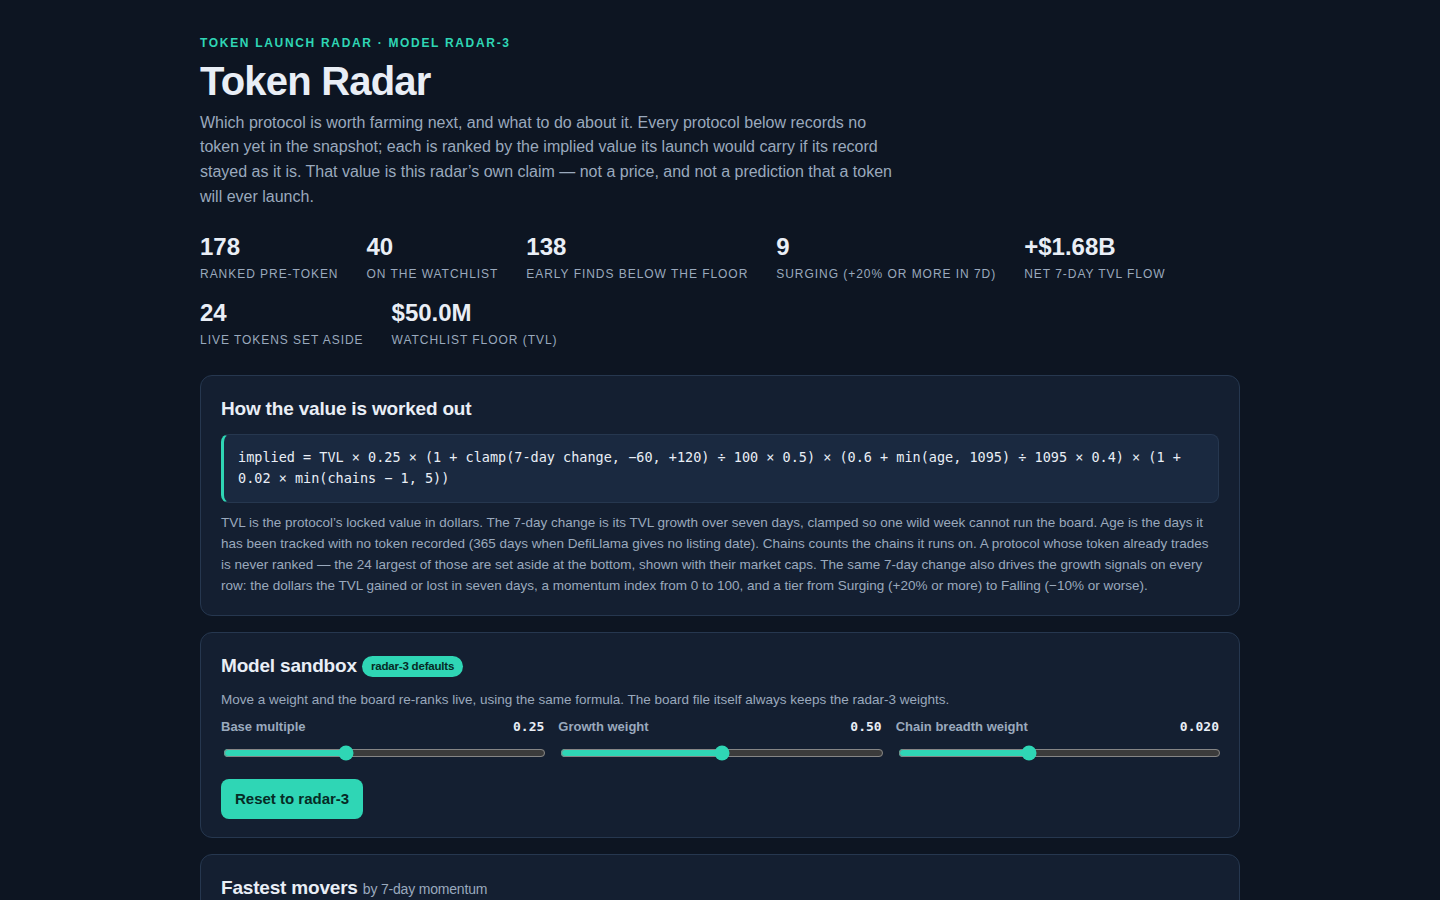 TOKEN LAUNCH RADAR · MODEL RADAR-3
Token Radar
Which protocol is worth farming next, and what to do about it. Every protocol below records no
token yet in the snapshot; each is ranked by the implied value its launch would carry if its record
stayed as it is. That value is this radar’s own claim — not a price, and not a prediction that a token
will ever launch.
178 40 138 9 +$1.68B
RANKED PRE-TOKEN ON THE WATCHLIST EARLY FINDS BELOW THE FLOOR SURGING (+20% OR MORE IN 7D) NET 7-DAY TVL FLOW
24 $50.0M
LIVE TOKENS SET ASIDE WATCHLIST FLOOR (TVL)
How the value is worked out
implied = TVL × 0.25 × (1 + clamp(7-day change, −60, +120) ÷ 100 × 0.5) × (0.6 + min(age, 1095) ÷ 1095 × 0.4) × (1 +
0.02 × min(chains − 1, 5))
TVL is the protocol’s locked value in dollars. The 7-day change is its TVL growth over seven days, clamped so one wild week cannot run the board. Age is the days it
has been tracked with no token recorded (365 days when DefiLlama gives no listing date). Chains counts the chains it runs on. A protocol whose token already trades
is never ranked — the 24 largest of those are set aside at the bottom, shown with their market caps. The same 7-day change also drives the growth signals on every
row: the dollars the TVL gained or lost in seven days, a momentum index from 0 to 100, and a tier from Surging (+20% or more) to Falling (−10% or worse).
Model sandbox radar-3 defaults
Move a weight and the board re-ranks live, using the same formula. The board file itself always keeps the radar-3 weights.
Base multiple 0.25 Growth weight 0.50 Chain breadth weight 0.020
Reset to radar-3
Fastest movers by 7-day momentum